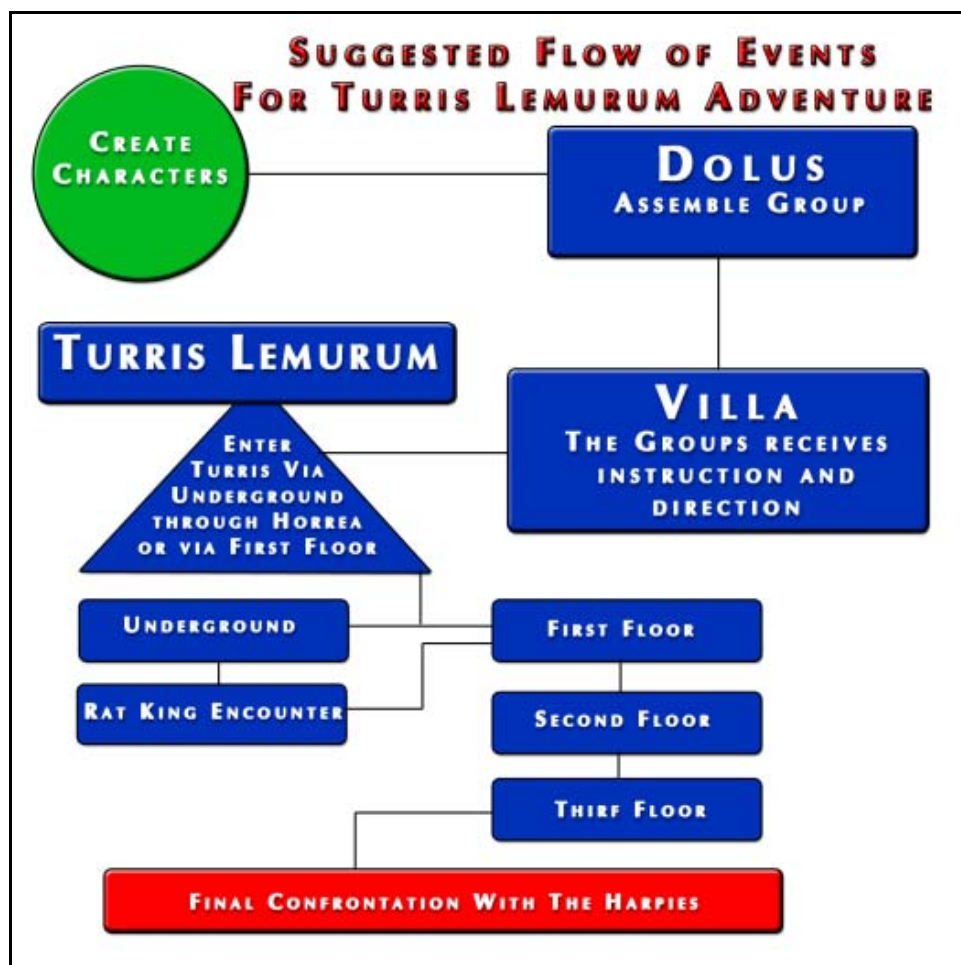 Suggested Flow of Events
For Turris Lemurum Adventure
Create
Characters
Dolus
Assemble Group
Turris Lemurum
Villa
The Groups receives
instruction and
direction
Enter
Turris Via
Underground
through Horrea
or via First Floor
Underground
First Floor
Rat King Encounter
Second Floor
Thirf Floor
Final Confrontation With The Harpies